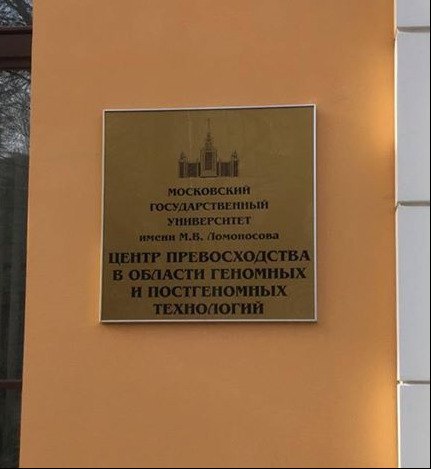 МОСКОВСКИЙ
ГОСУДАРСТВЕННЫЙ
УНИВЕРСИТЕТ
имени М.В. Ломоносова
ЦЕНТР ПРЕВОСХОДСТВА
В ОБЛАСТИ ГЕНОМНЫХ
И ПОСТГЕНОМНЫХ
ТЕХНОЛОГИЙ